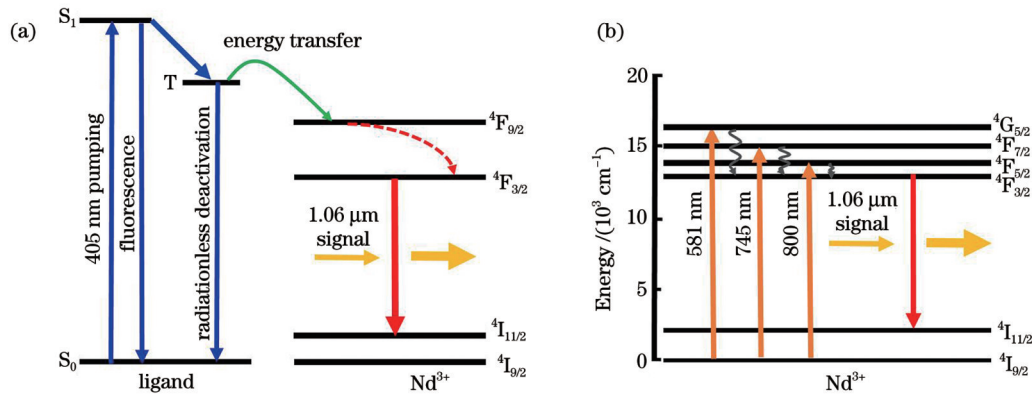 (a)
S1
T
energy transfer
405 nm pumping
fluorescence
radiationless deactivation
4F9/2
4F3/2
1.06 μm
signal
4I11/2
S0
4I9/2
ligand
Nd3+
(b)
Energy /(10³ cm⁻¹)
20
15
10
5
0
4G5/2
4F7/2
4F5/2
4F3/2
581 nm
745 nm
800 nm
1.06 μm
signal
4I11/2
4I9/2
Nd3+